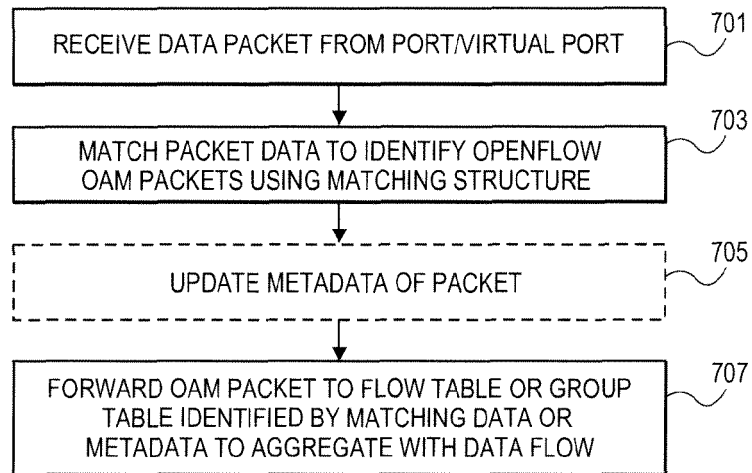 RECEIVE DATA PACKET FROM PORT/VIRTUAL PORT
701
MATCH PACKET DATA TO IDENTIFY OPENFLOW
OAM PACKETS USING MATCHING STRUCTURE
703
UPDATE METADATA OF PACKET
705
FORWARD OAM PACKET TO FLOW TABLE OR GROUP
TABLE IDENTIFIED BY MATCHING DATA OR
METADATA TO AGGREGATE WITH DATA FLOW
707